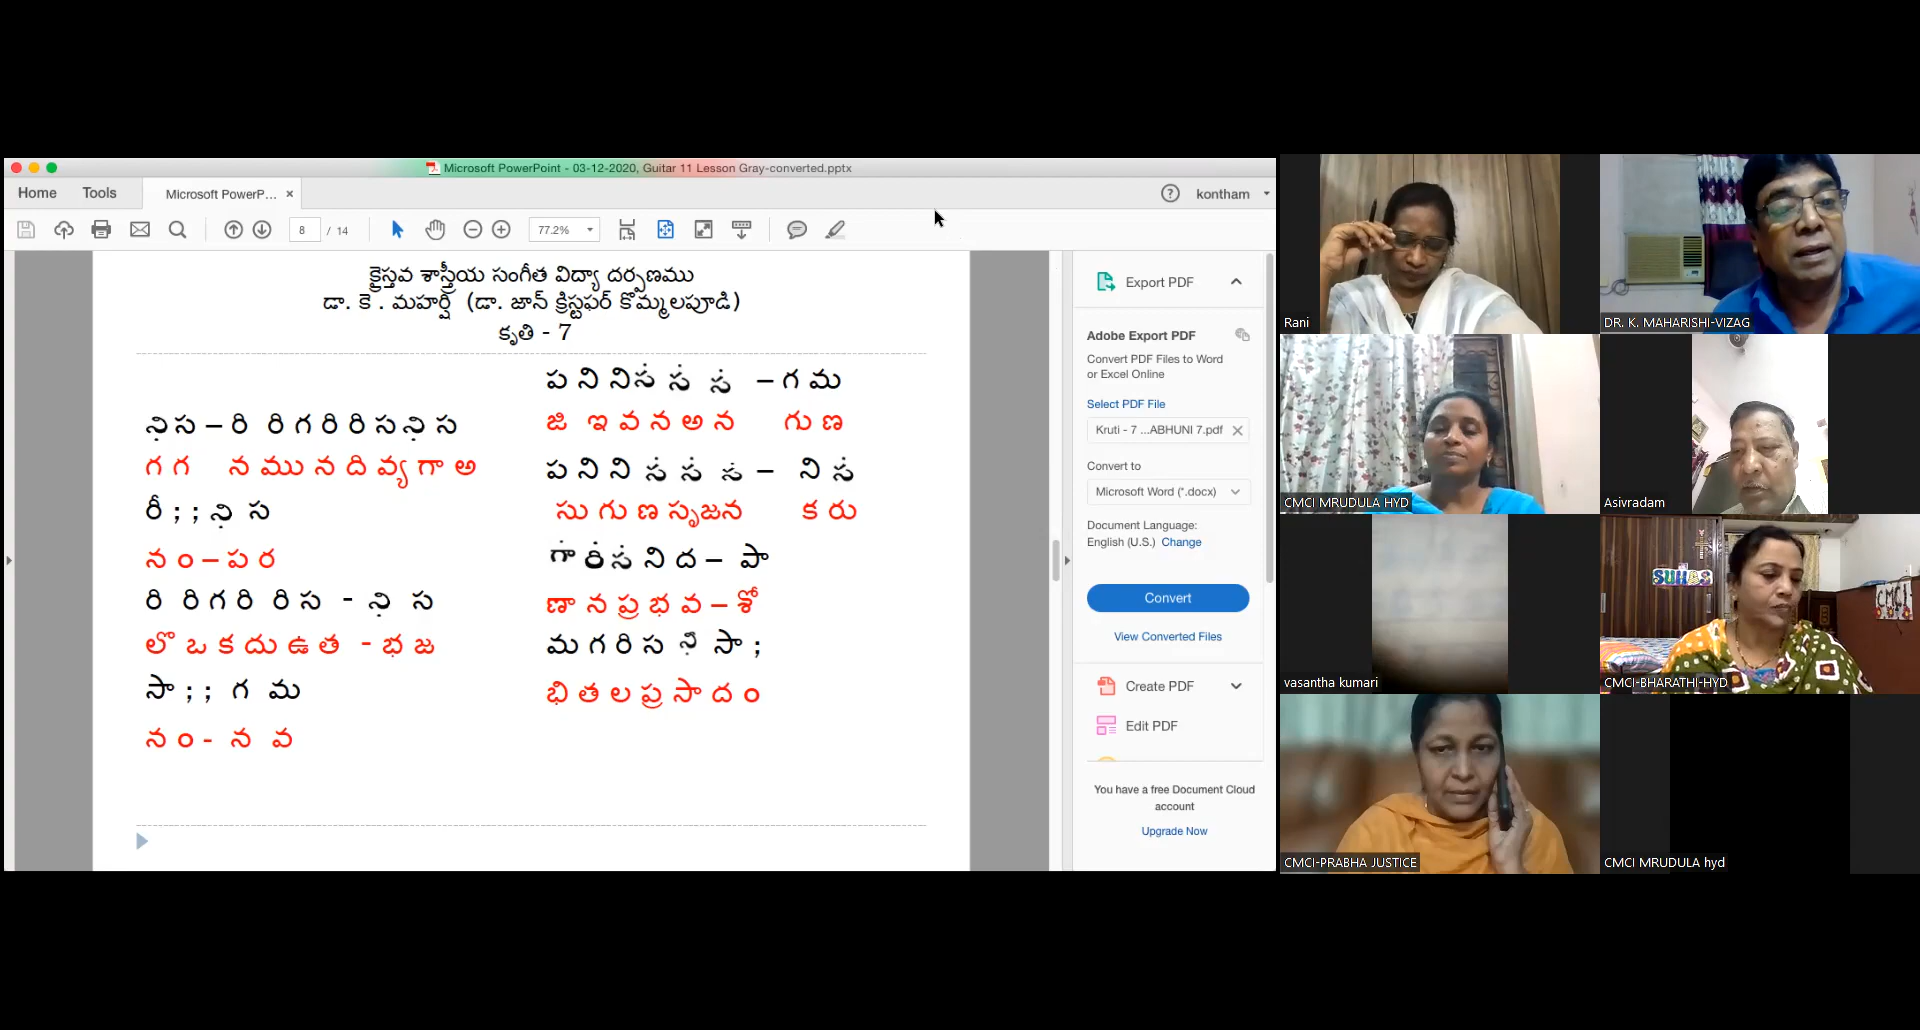 Microsoft PowerPoint - 03-12-2020, Guitar 11 Lesson Gray-converted.pptx
Home Tools Microsoft PowerP... × kontham
8 / 14 77.2%
క్రైస్తవ శాస్త్రీయ సంగీత విద్యా దర్పణము
డా. కె . మహర్షి (డా. జాన్ క్రిస్టఫర్ కొమ్మలపూడి)
కృతి - 7
ని స – రి రి గ రి రి స ని స
గ గ న ము న ది వ్య గా అ
రీ ; ; ని స
న ం – ప ర
రి రి గ రి రి స - ని స
లొ ఒ క దు ఉ త - భ జ
సా ; ; గ మ
న ం - న వ
ప ని ని స స స – గ మ
జి ఇ వ న అ న గు ణ
ప ని ని స స స – ని స
సు గు ణ సృజన క రు
గా రి స ని ద – పా
ణా న ప్ర భ వ – శో
మ గ రి స ని సా ;
భి త ల ప్ర సా ద ం
Export PDF
Adobe Export PDF
Convert PDF Files to Word
or Excel Online
Select PDF File
Kruti - 7 ...ABHUNI 7.pdf
Convert to
Microsoft Word (*.docx)
Document Language:
English (U.S.) Change
Convert
View Converted Files
Create PDF
Edit PDF
You have a free Document Cloud
account
Upgrade Now
Rani
DR. K. MAHARISHI-VIZAG
CMCI MRUDULA HYD
Asivradam
vasantha kumari
SUHAS
CMCI
CMCI-BHARATHI-HYD
CMCI-PRABHA JUSTICE
CMCI MRUDULA hyd